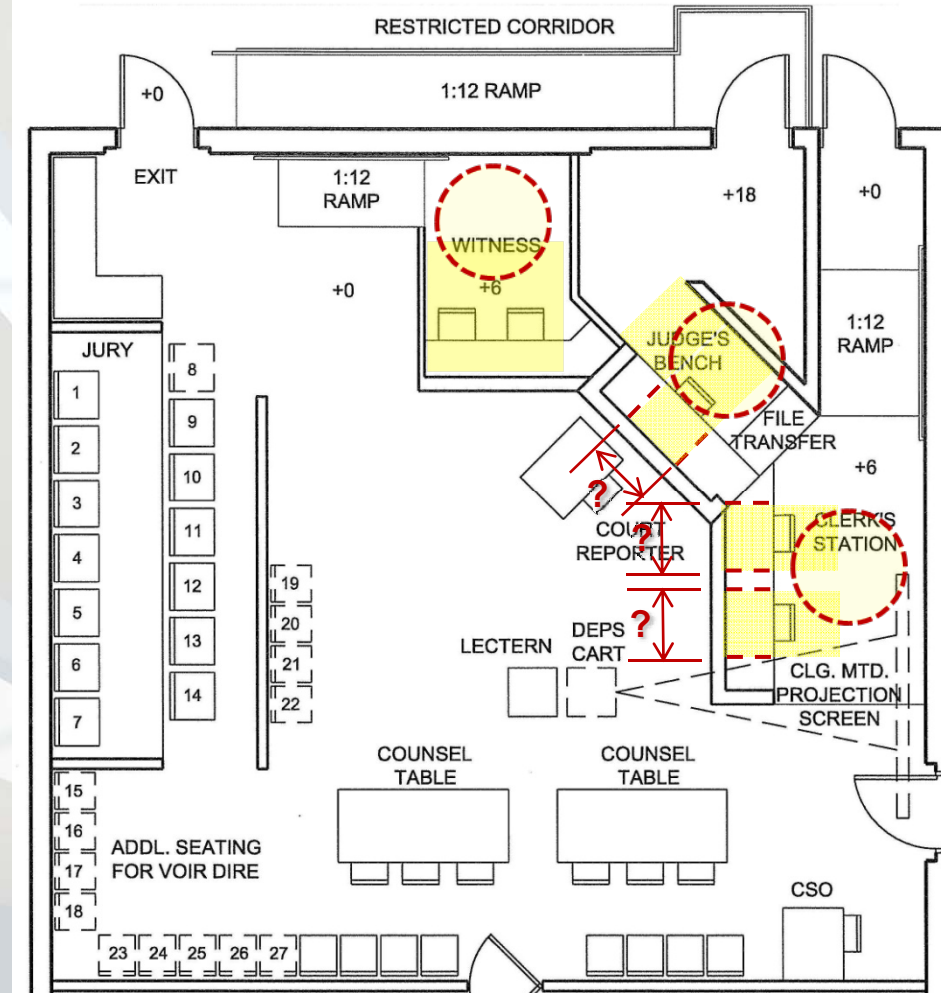 RESTRICTED CORRIDOR
+0
1:12 RAMP
EXIT
1:12
RAMP
WITNESS
+6
+0
+18
+0
1:12
RAMP
JURY
JUDGE'S
BENCH
FILE
TRANSFER
+6
1
2
3
4
5
6
7
8
9
10
11
12
13
14
?
COURT
REPORTER
?
?
CLERK'S
STATION
19
20
21
22
LECTERN
DEPS
CART
CLG. MTD.
PROJECTION
SCREEN
COUNSEL
TABLE
COUNSEL
TABLE
15
16
17
18
ADDL. SEATING
FOR VOIR DIRE
CSO
23
24
25
26
27